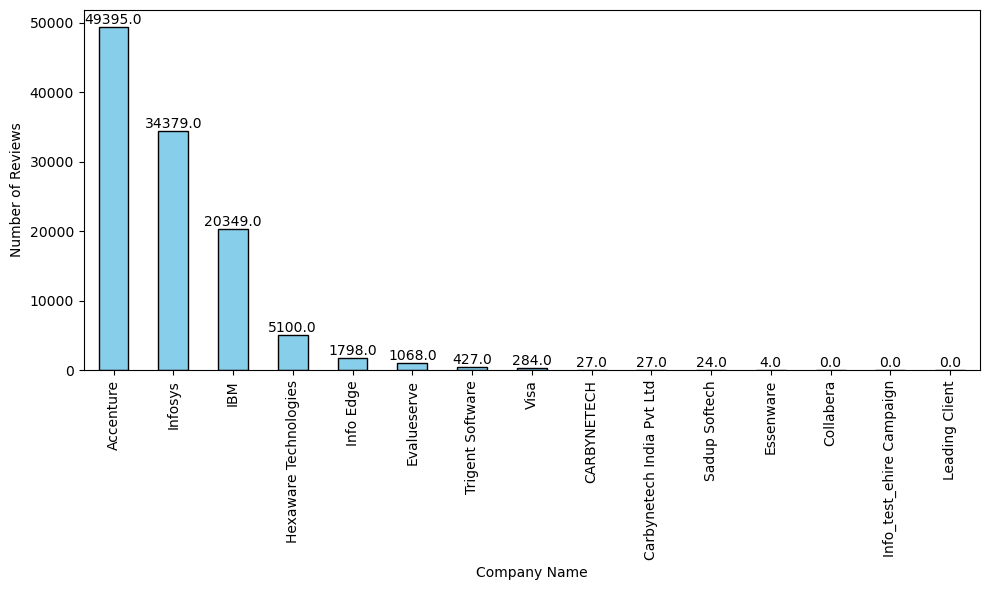 50000
40000
30000
20000
10000
0
Number of Reviews
49395.0
34379.0
20349.0
5100.0
1798.0
1068.0
427.0
284.0
27.0
27.0
24.0
4.0
0.0
0.0
0.0
Accenture
Infosys
IBM
Hexaware Technologies
Info Edge
Evalueserve
Trigent Software
Visa
CARBYNETECH
Carbynetech India Pvt Ltd
Sadup Softech
Essenware
Collabera
Info_test_ehire Campaign
Leading Client
Company Name